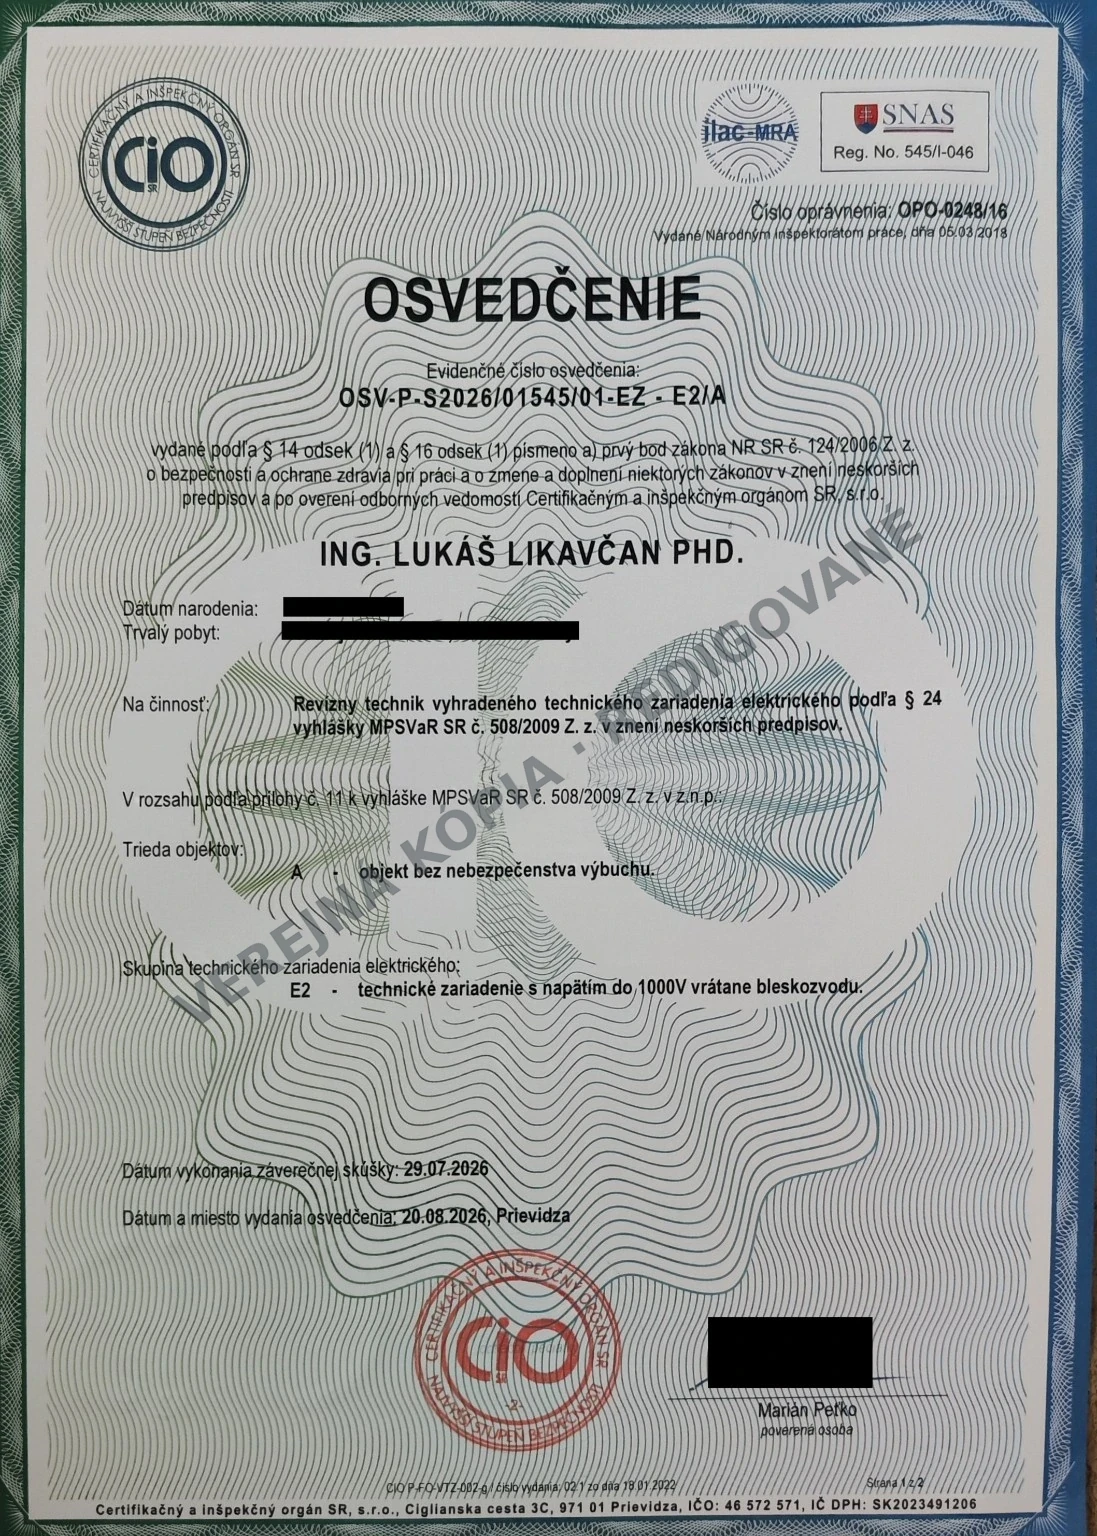 CERTIFIKAČNÝ A INŠPEKČNÝ ORGÁN SR
CiO
SR
NAJVYŠŠÍ STUPEŇ BEZPEČNOSTI
ilac-MRA
SNAS
Reg. No. 545/I-046
Číslo oprávnenia: OPO-0248/16
Vydané Národným inšpektorátom práce, dňa 05.03.2018
OSVEDČENIE
Evidenčné číslo osvedčenia:
OSV-P-S2026/01545/01-EZ - E2/A
vydané podľa § 14 odsek (1) a § 16 odsek (1) písmeno a) prvý bod zákona NR SR č. 124/2006 Z. z.
o bezpečnosti a ochrane zdravia pri práci a o zmene a doplnení niektorých zákonov v znení neskorších
predpisov a po overení odborných vedomostí Certifikačným a inšpekčným orgánom SR, s.r.o.
ING. LUKÁŠ LIKAVČAN PHD.
Dátum narodenia:
Trvalý pobyt:
Na činnosť: Revízny technik vyhradeného technického zariadenia elektrického podľa § 24
vyhlášky MPSVaR SR č. 508/2009 Z. z. v znení neskorších predpisov.
V rozsahu podľa prílohy č. 11 k vyhláške MPSVaR SR č. 508/2009 Z. z. v z.n.p.:
Trieda objektov:
A - objekt bez nebezpečenstva výbuchu.
Skupina technického zariadenia elektrického:
E2 - technické zariadenie s napätím do 1000V vrátane bleskozvodu.
VEREJNÁ KÓPIA · REDIGOVANÉ
Dátum vykonania záverečnej skúšky: 29.07.2026
Dátum a miesto vydania osvedčenia: 20.08.2026, Prievidza
CERTIFIKAČNÝ A INŠPEKČNÝ ORGÁN SR
CiO
SR
-2-
NAJVYŠŠÍ STUPEŇ BEZPEČNOSTI
Marián Peťko
poverená osoba
CIO P-FO-VTZ-002-g / číslo vydania: 02.1 zo dňa 18.01.2022
Strana 1 z 2
Certifikačný a inšpekčný orgán SR, s.r.o., Ciglianska cesta 3C, 971 01 Prievidza, IČO: 46 572 571, IČ DPH: SK2023491206